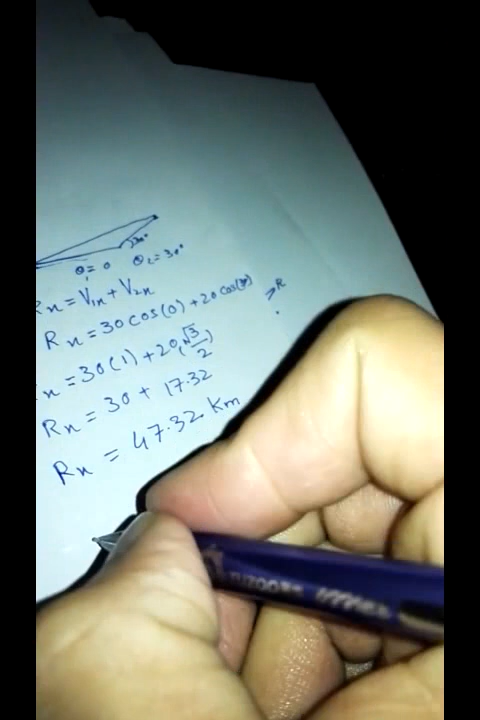 30°
θ₁ = 0 θ₂ = 30°
Rx = V₁x + V₂x
Rx = 30 cos(0) + 20 cos(30)
x = 30(1) + 20(√3/2)
Rx = 30 + 17.32
Rx = 47.32 Km
R